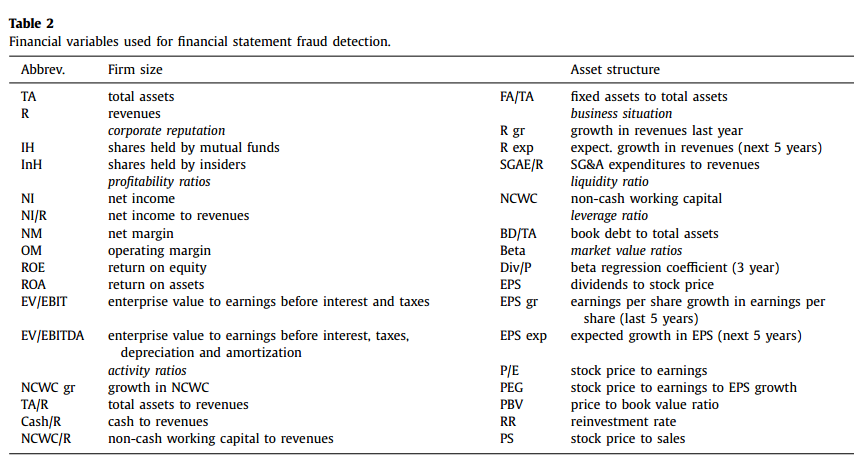 Table 2
Financial variables used for financial statement fraud detection.
Abbrev. Firm size Asset structure
TA total assets FA/TA fixed assets to total assets
R revenues business situation
corporate reputation R gr growth in revenues last year
IH shares held by mutual funds R exp expect. growth in revenues (next 5 years)
InH shares held by insiders SGAE/R SG&A expenditures to revenues
profitability ratios liquidity ratio
NI net income NCWC non-cash working capital
NI/R net income to revenues leverage ratio
NM net margin BD/TA book debt to total assets
OM operating margin Beta market value ratios
ROE return on equity Div/P beta regression coefficient (3 year)
ROA return on assets EPS dividends to stock price
EV/EBIT enterprise value to earnings before interest and taxes EPS gr earnings per share growth in earnings per
share (last 5 years)
EV/EBITDA enterprise value to earnings before interest, taxes, EPS exp expected growth in EPS (next 5 years)
depreciation and amortization
activity ratios P/E stock price to earnings
NCWC gr growth in NCWC PEG stock price to earnings to EPS growth
TA/R total assets to revenues PBV price to book value ratio
Cash/R cash to revenues RR reinvestment rate
NCWC/R non-cash working capital to revenues PS stock price to sales